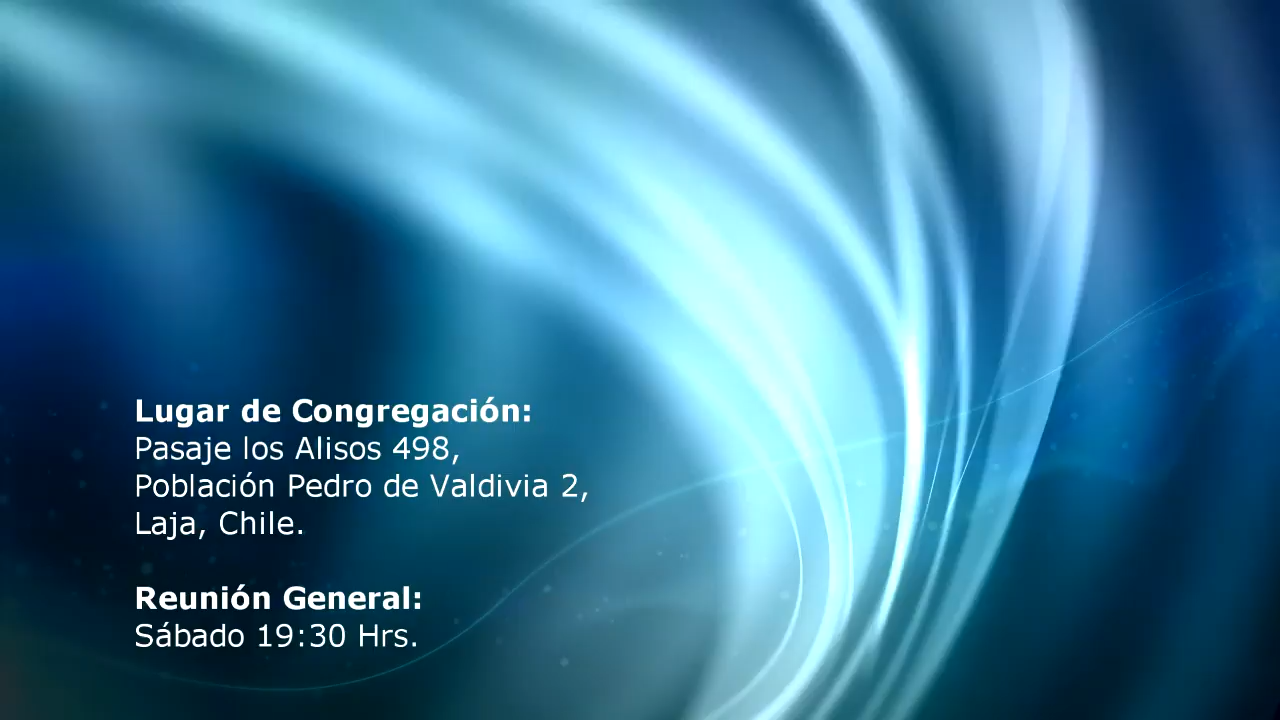 Lugar de Congregación:
Pasaje los Alisos 498,
Población Pedro de Valdivia 2,
Laja, Chile.
Reunión General:
Sábado 19:30 Hrs.